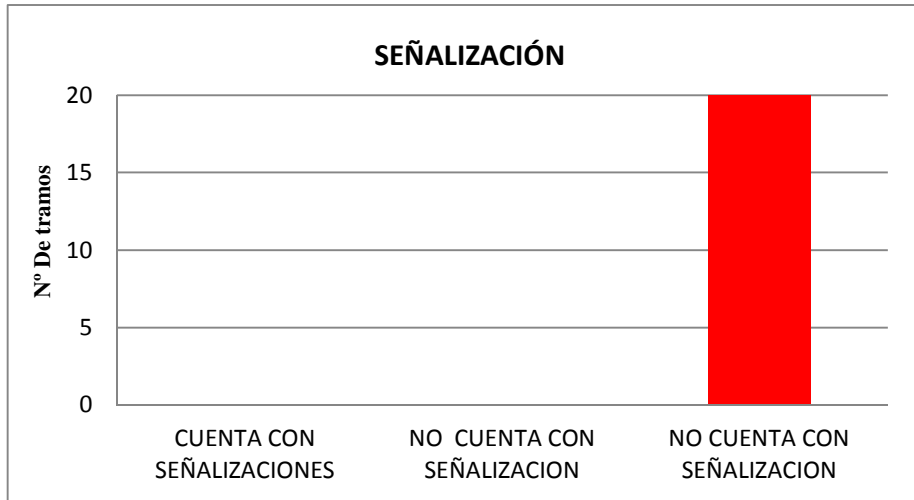 SEÑALIZACIÓN
20
15
10
5
0
Nº De tramos
CUENTA CON
SEÑALIZACIONES
NO  CUENTA CON
SEÑALIZACION
NO CUENTA CON
SEÑALIZACION